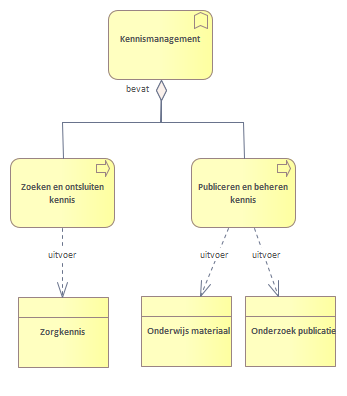 Kennismanagement
bevat
Zoeken en ontsluiten
kennis
Publiceren en beheren
kennis
uitvoer
uitvoer
uitvoer
Zorgkennis
Onderwijs materiaal
Onderzoek publicatie